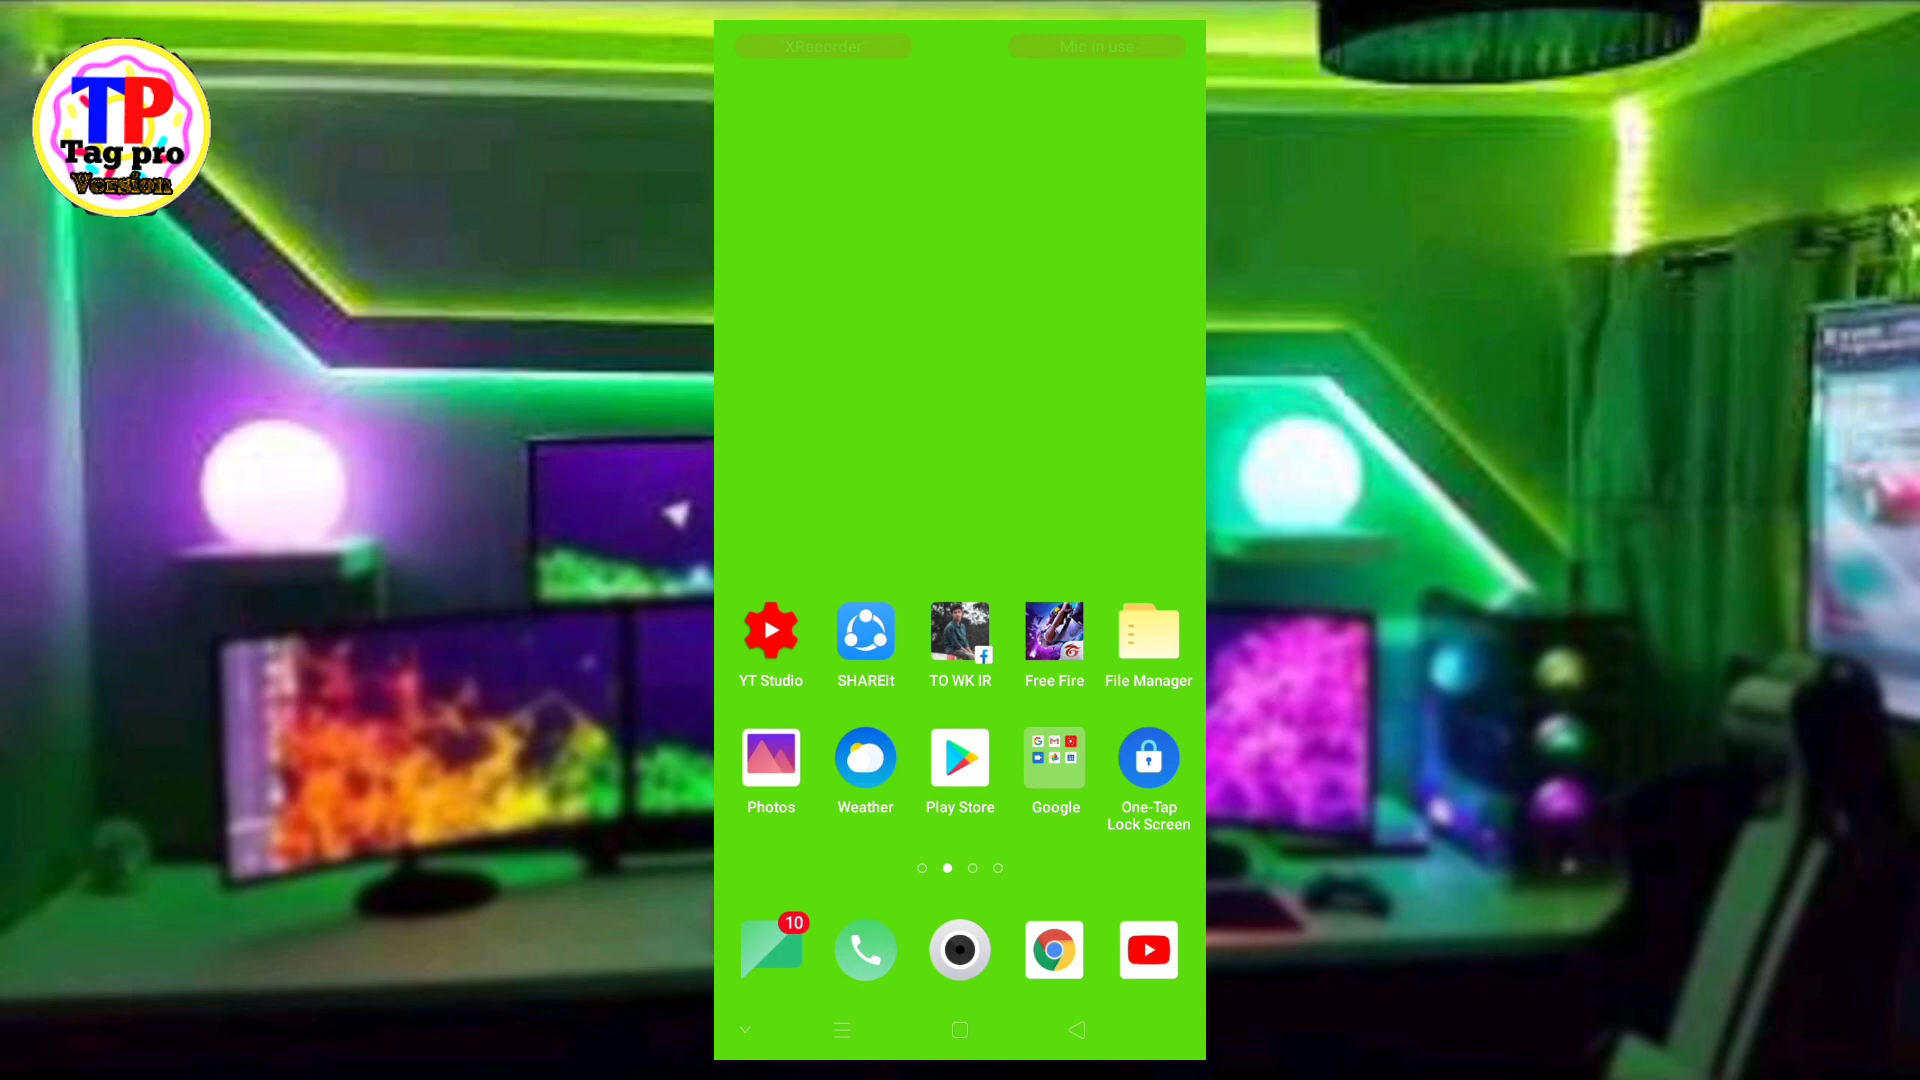 TP
Tag pro
Version
"XRecorder"
Mic in use
YT Studio
SHAREit
TO WK IR
Free Fire
File Manager
Photos
Weather
Play Store
Google
One-Tap
Lock Screen
10